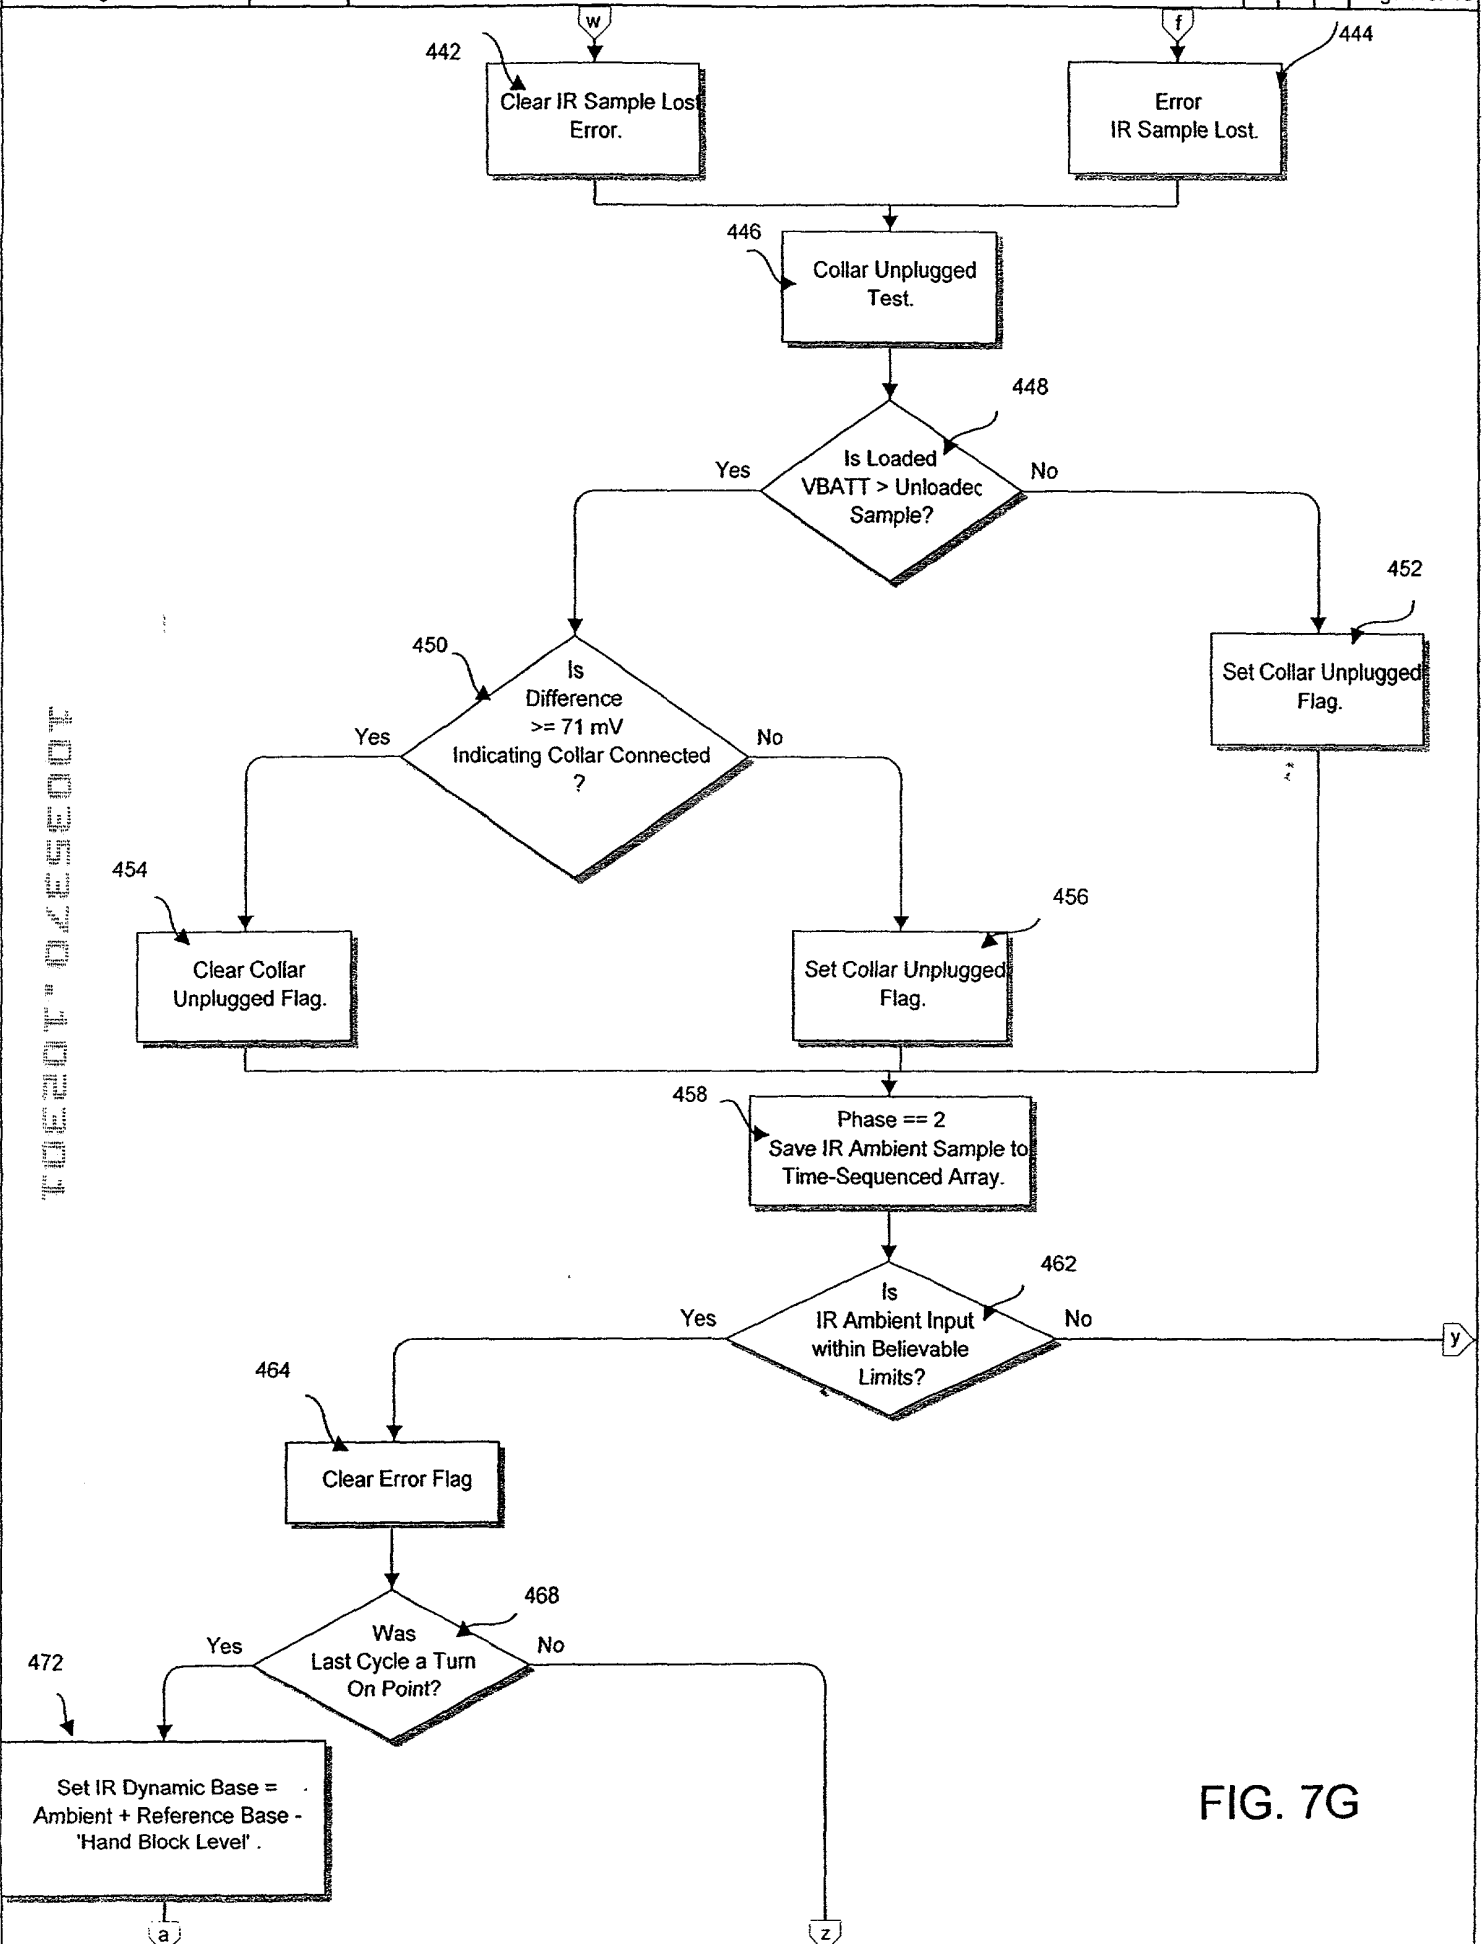 w
f
442
444
Clear IR Sample Lost
Error.
Error
IR Sample Lost.
446
Collar Unplugged
Test.
448
Is Loaded
VBATT > Unloaded
Sample?
Yes
No
450
452
Is
Difference
>= 71 mV
Indicating Collar Connected
?
Set Collar Unplugged
Flag.
Yes
No
454
456
Clear Collar
Unplugged Flag.
Set Collar Unplugged
Flag.
458
Phase == 2
Save IR Ambient Sample to
Time-Sequenced Array.
462
Is
IR Ambient Input
within Believable
Limits?
Yes
No
y
464
Clear Error Flag
468
Was
Last Cycle a Turn
On Point?
Yes
No
472
Set IR Dynamic Base =
Ambient + Reference Base -
'Hand Block Level' .
FIG. 7G
a
z